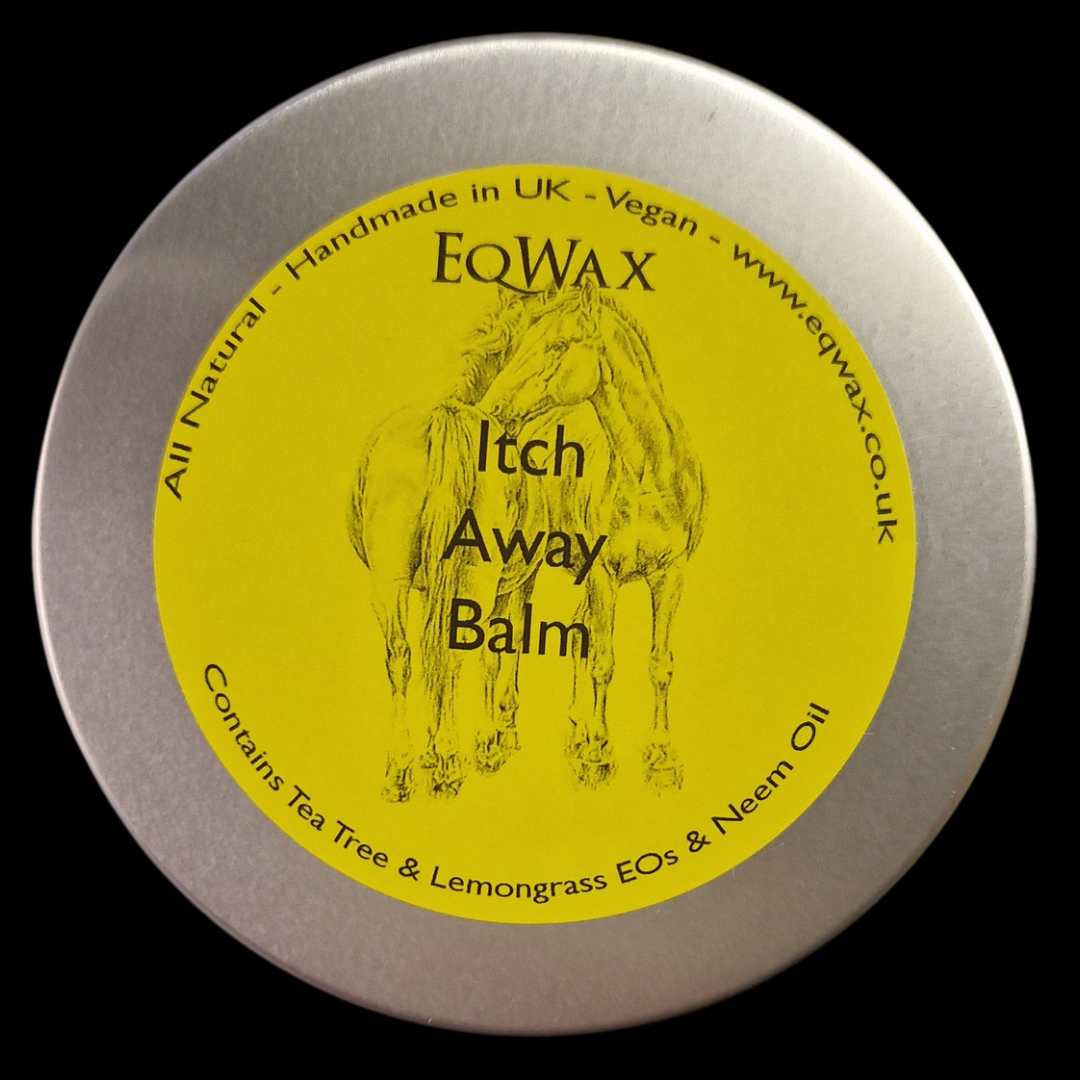 All Natural - Handmade in UK - Vegan - www.eqwax.co.uk
EQWAX
Itch
Away
Balm
Contains Tea Tree & Lemongrass EOs & Neem Oil